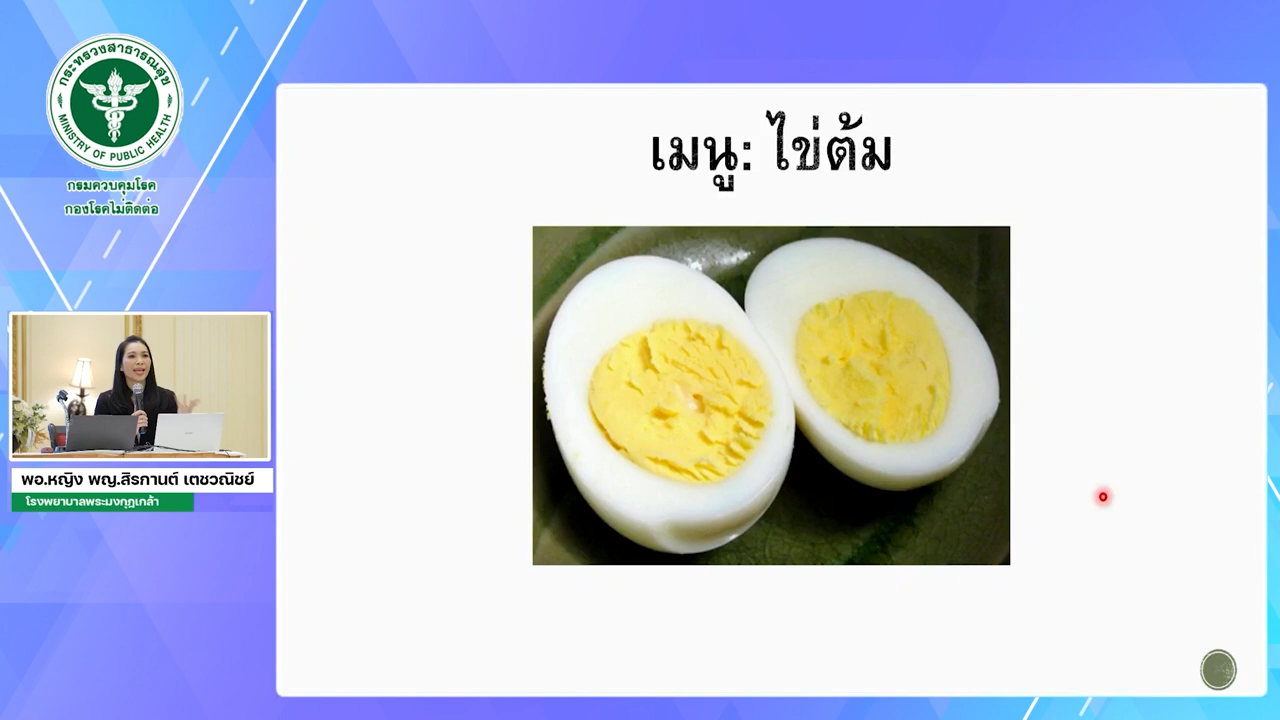 กระทรวงสาธารณสุข
MINISTRY OF PUBLIC HEALTH
กรมควบคุมโรค
กองโรคไม่ติดต่อ
เมนู: ไข่ต้ม
พอ.หญิง พญ.สิรกานต์ เตชวณิชย์
โรงพยาบาลพระมงกุฎเกล้า